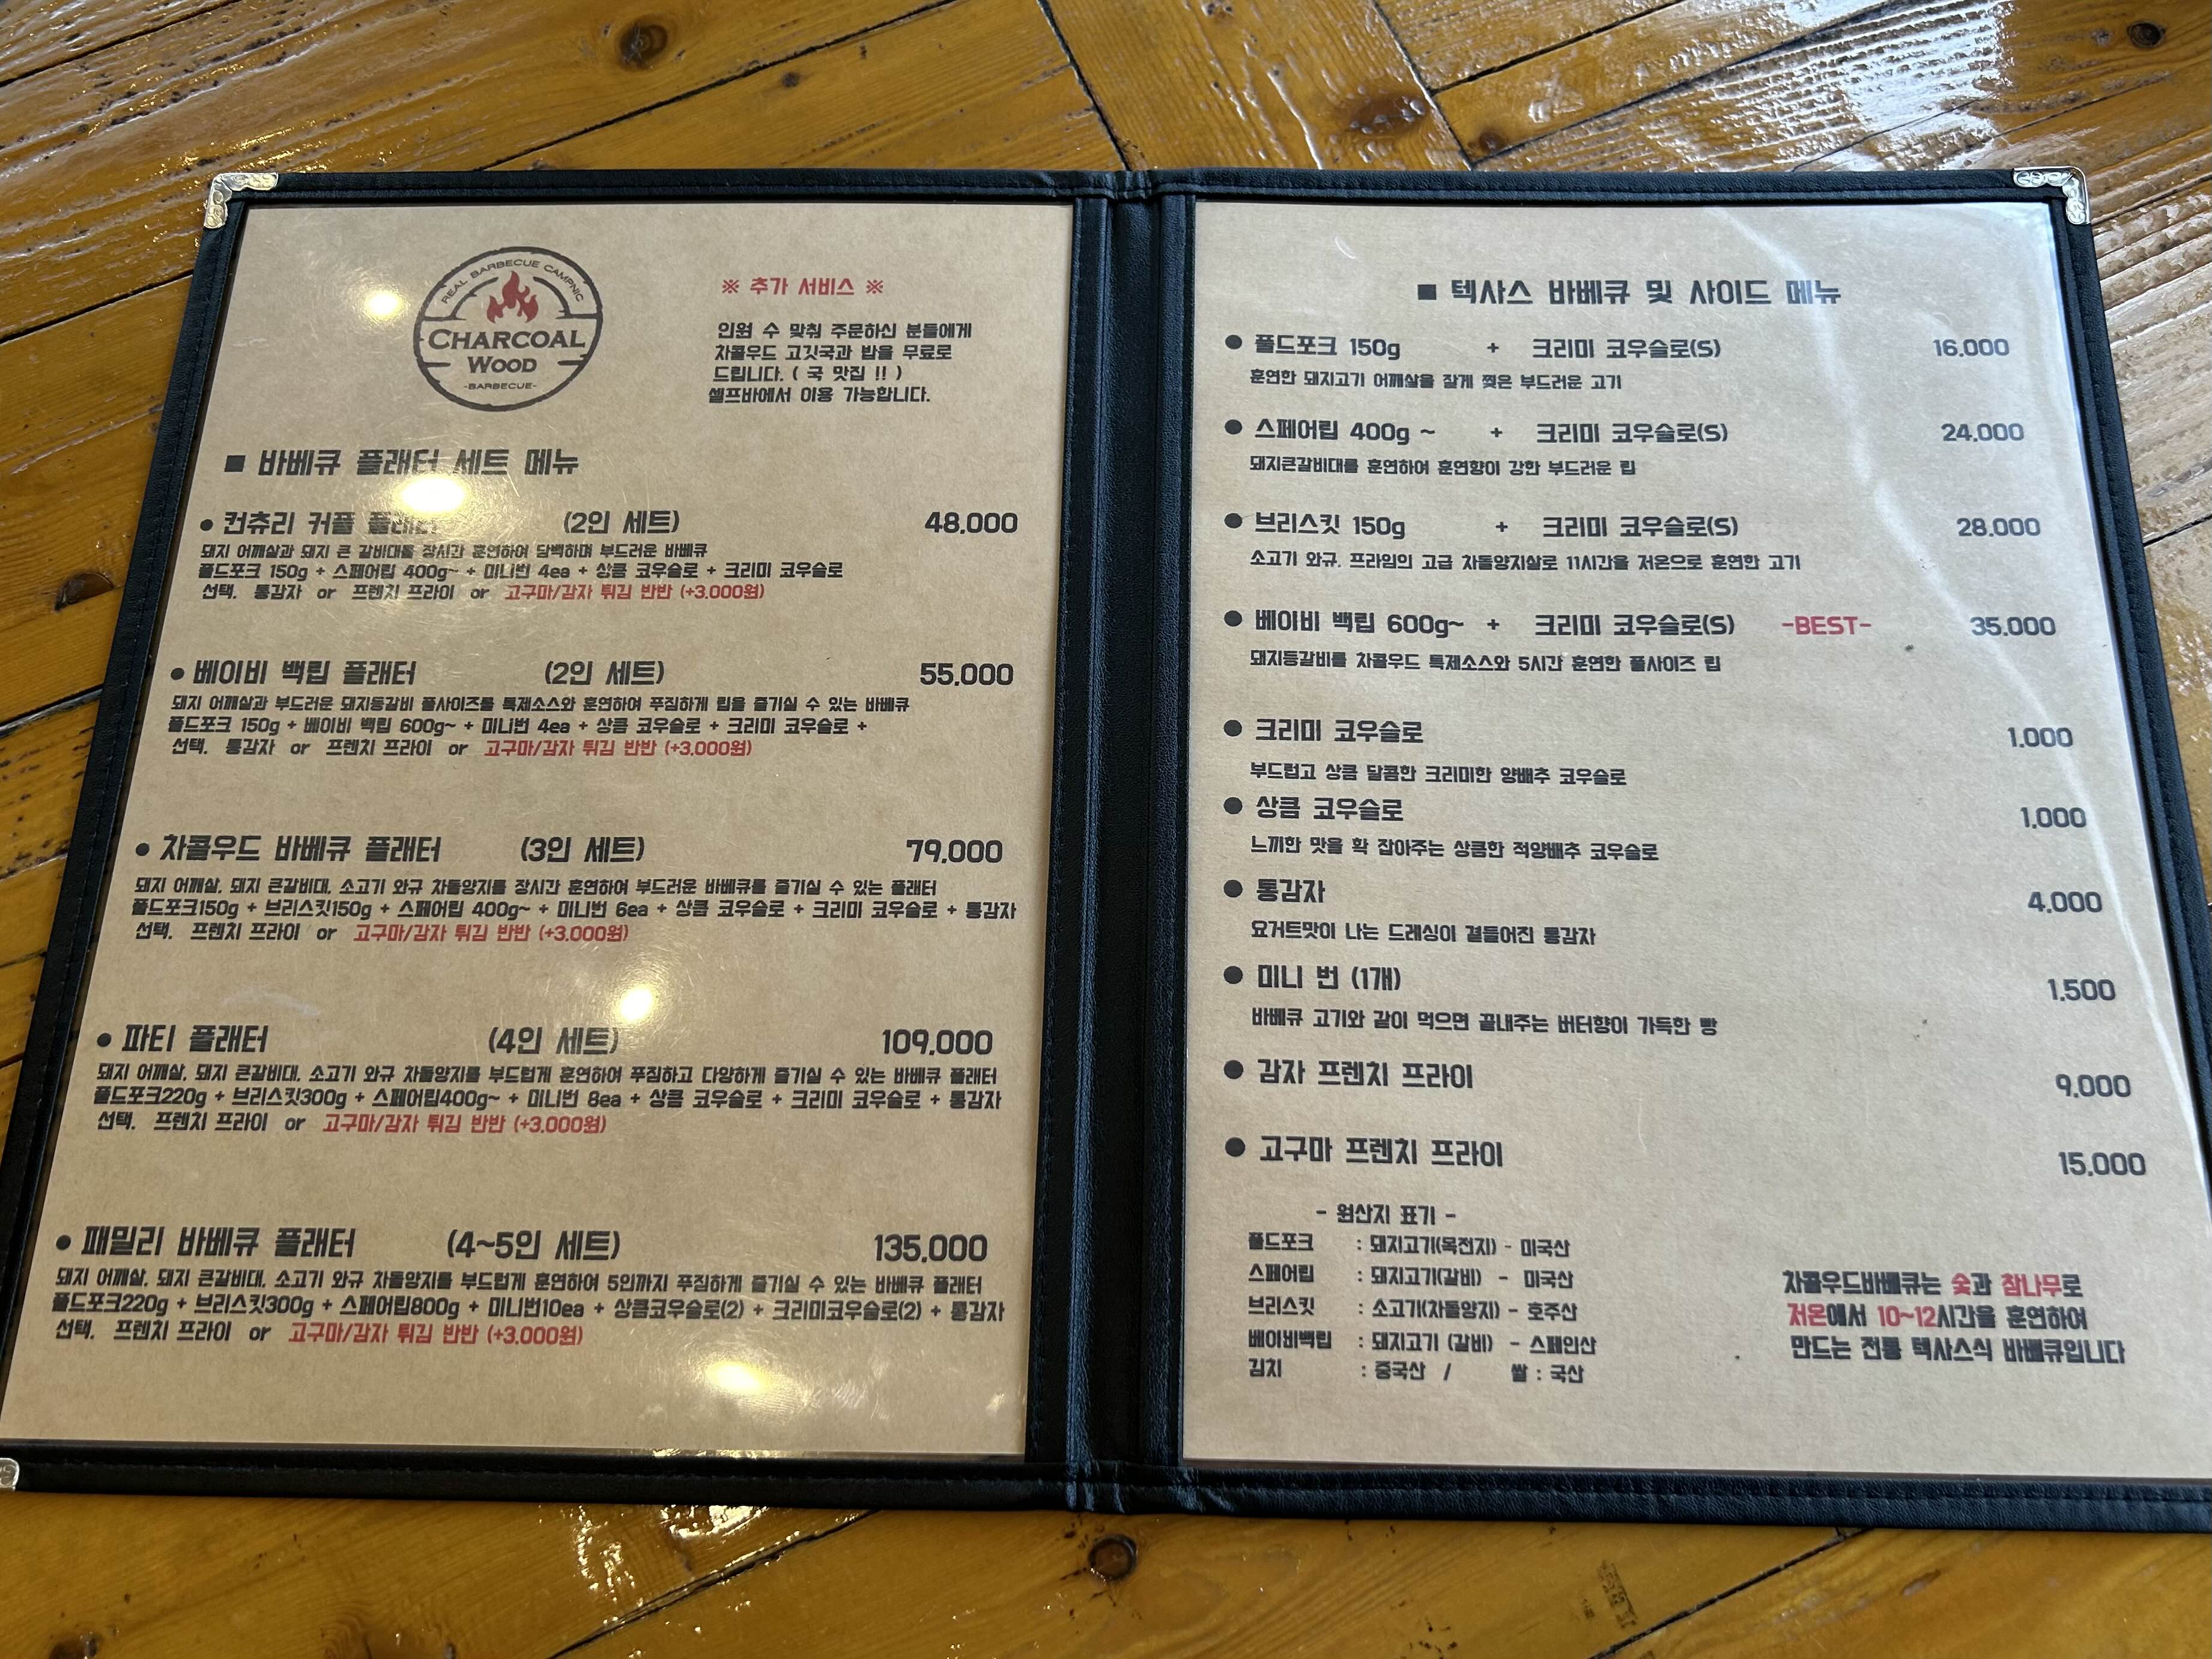 REAL BARBECUE CAMPNIC
CHARCOAL
WOOD
-BARBECUE-
※ 추가 서비스 ※
인원 수 맞춰 주문하신 분들에게
차콜우드 고깃국과 밥을 무료로
드립니다. ( 국 맛집 !! )
셀프바에서 이용 가능합니다.
■ 바베큐 플래터 세트 메뉴
● 컨츄리 커플 플래터 (2인 세트) 48,000
돼지 어깨살과 돼지 큰 갈비대를 장시간 훈연하여 담백하며 부드러운 바베큐
풀드포크 150g + 스페어립 400g~ + 미니번 4ea + 상큼 코우슬로 + 크리미 코우슬로
선택. 통감자 or 프렌치 프라이 or 고구마/감자 튀김 반반 (+3,000원)
● 베이비 백립 플래터 (2인 세트) 55,000
돼지 어깨살과 부드러운 돼지등갈비 풀사이즈를 특제소스와 훈연하여 푸짐하게 립을 즐기실 수 있는 바베큐
풀드포크 150g + 베이비 백립 600g~ + 미니번 4ea + 상큼 코우슬로 + 크리미 코우슬로 +
선택. 통감자 or 프렌치 프라이 or 고구마/감자 튀김 반반 (+3,000원)
● 차콜우드 바베큐 플래터 (3인 세트) 79,000
돼지 어깨살, 돼지 큰갈비대, 소고기 와규 차돌양지를 장시간 훈연하여 부드러운 바베큐를 즐기실 수 있는 플래터
풀드포크150g + 브리스킷150g + 스페어립 400g~ + 미니번 6ea + 상큼 코우슬로 + 크리미 코우슬로 + 통감자
선택. 프렌치 프라이 or 고구마/감자 튀김 반반 (+3,000원)
● 파티 플래터 (4인 세트) 109,000
돼지 어깨살, 돼지 큰갈비대, 소고기 와규 차돌양지를 부드럽게 훈연하여 푸짐하고 다양하게 즐기실 수 있는 바베큐 플래터
풀드포크220g + 브리스킷300g + 스페어립400g~ + 미니번 8ea + 상큼 코우슬로 + 크리미 코우슬로 + 통감자
선택. 프렌치 프라이 or 고구마/감자 튀김 반반 (+3,000원)
● 패밀리 바베큐 플래터 (4~5인 세트) 135,000
돼지 어깨살, 돼지 큰갈비대, 소고기 와규 차돌양지를 부드럽게 훈연하여 5인까지 푸짐하게 즐기실 수 있는 바베큐 플래터
풀드포크220g + 브리스킷300g + 스페어립800g + 미니번10ea + 상큼코우슬로(2) + 크리미코우슬로(2) + 통감자
선택. 프렌치 프라이 or 고구마/감자 튀김 반반 (+3,000원)
■ 텍사스 바베큐 및 사이드 메뉴
● 풀드포크 150g + 크리미 코우슬로(S) 16,000
훈연한 돼지고기 어깨살을 잘게 찢은 부드러운 고기
● 스페어립 400g ~ + 크리미 코우슬로(S) 24,000
돼지큰갈비대를 훈연하여 훈연향이 강한 부드러운 립
● 브리스킷 150g + 크리미 코우슬로(S) 28,000
소고기 와규, 프라임의 고급 차돌양지살로 11시간을 저온으로 훈연한 고기
● 베이비 백립 600g~ + 크리미 코우슬로(S) -BEST- 35,000
돼지등갈비를 차콜우드 특제소스와 5시간 훈연한 풀사이즈 립
● 크리미 코우슬로 1,000
부드럽고 상큼 달콤한 크리미한 양배추 코우슬로
● 상큼 코우슬로 1,000
느끼한 맛을 확 잡아주는 상큼한 적양배추 코우슬로
● 통감자 4,000
요거트맛이 나는 드레싱이 곁들어진 통감자
● 미니 번 (1개) 1,500
바베큐 고기와 같이 먹으면 끝내주는 버터향이 가득한 빵
● 감자 프렌치 프라이 9,000
● 고구마 프렌치 프라이 15,000
- 원산지 표기 -
풀드포크 : 돼지고기(목전지) - 미국산
스페어립 : 돼지고기(갈비) - 미국산
브리스킷 : 소고기(차돌양지) - 호주산
베이비백립 : 돼지고기 (갈비) - 스페인산
김치 : 중국산 / 쌀 : 국산
차콜우드바베큐는 숯과 참나무로
저온에서 10~12시간을 훈연하여
만드는 전통 텍사스식 바베큐입니다